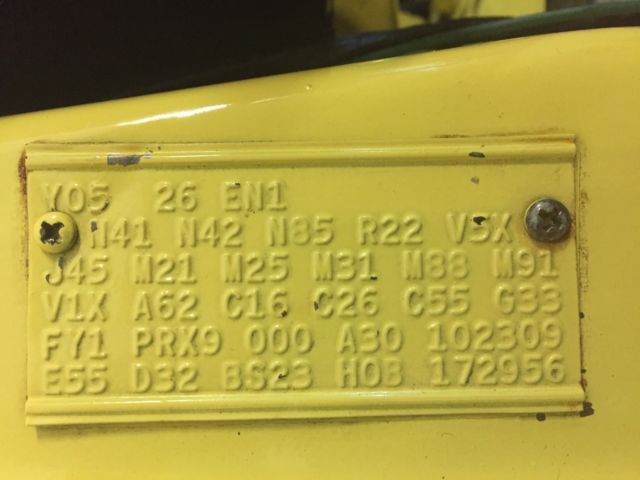 Y05 26 EN1
N41 N42 N85 R22 V5X
J45 M21 M25 M31 M88 M91
V1X A62 C16 C26 C55 G33
FY1 PRX9 000 A30 102309
E55 D32 BS23 H0B 172956